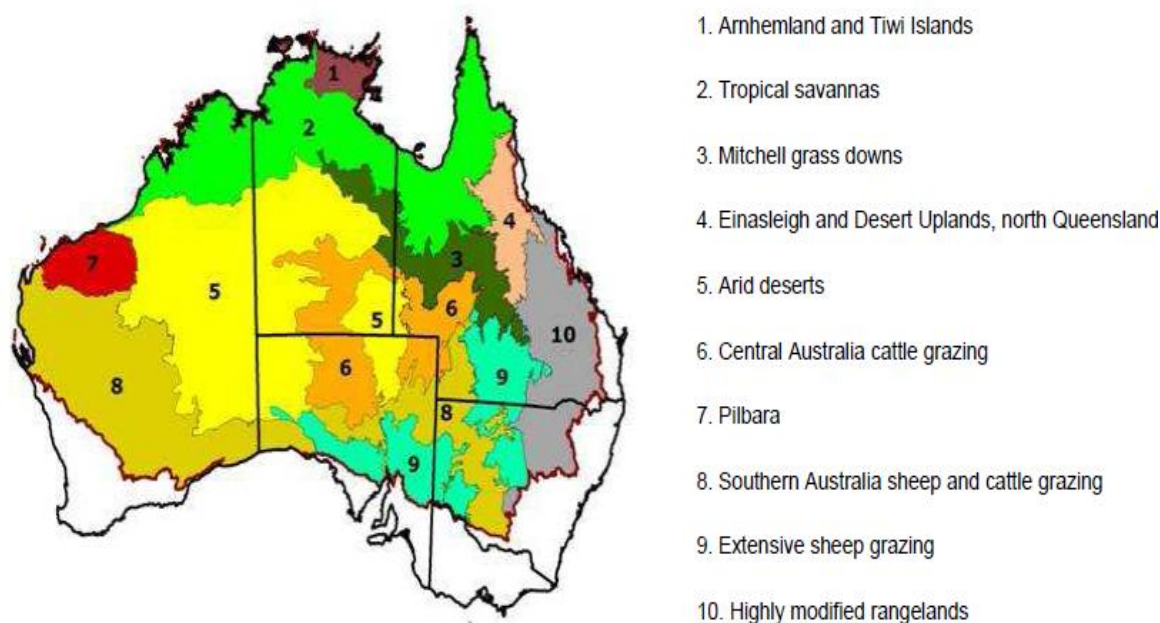 1. Arnhemland and Tiwi Islands
2. Tropical savannas
3. Mitchell grass downs
4. Einasleigh and Desert Uplands, north Queensland
5. Arid deserts
6. Central Australia cattle grazing
7. Pilbara
8. Southern Australia sheep and cattle grazing
9. Extensive sheep grazing
10. Highly modified rangelands
1
2
4
3
7
5
6
5
10
6
9
8
8
9